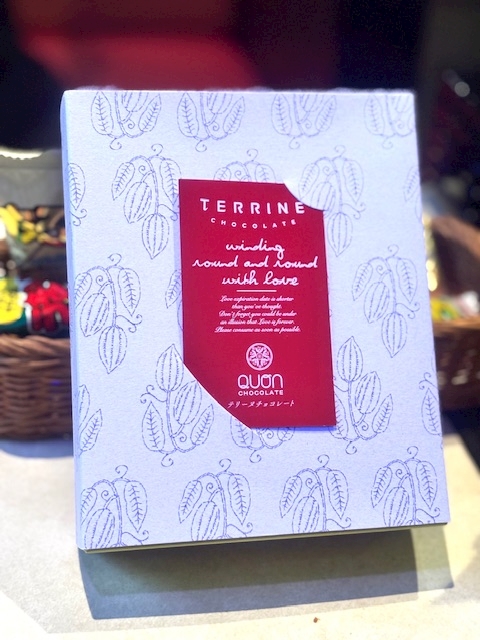 TERRINE
CHOCOLATE
winding
round and round
with love
Love expiration date is shorter
than you've thought.
Don't forget you could be under
an illusion that Love is forever.
Please consume as soon as possible.
QUON
CHOCOLATE
テリーヌチョコレート